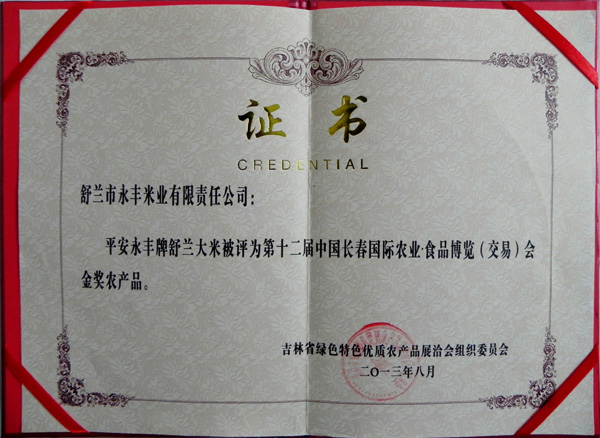 证书
CREDENTIAL
舒兰市永丰米业有限责任公司：
平安永丰牌舒兰大米被评为第十二届中国长春国际农业·食品博览（交易）会
金奖农产品。
吉林省绿色特色优质农产品展洽会组织委员会
二〇一三年八月